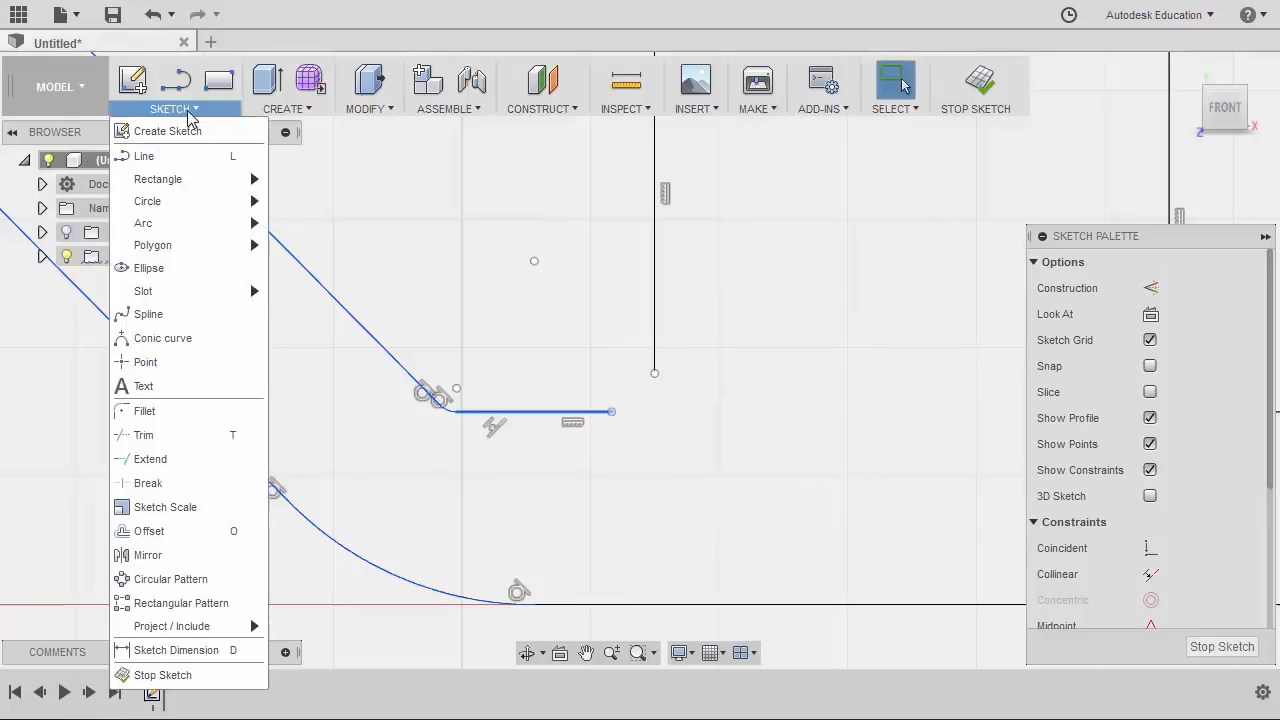 Autodesk Education
?
Untitled*
MODEL
SKETCH
CREATE
MODIFY
ASSEMBLE
CONSTRUCT
INSPECT
INSERT
MAKE
ADD-INS
SELECT
STOP SKETCH
FRONT
Y
X
Z
BROWSER
(U
Doc
Nam
Create Sketch
Line L
Rectangle
Circle
Arc
Polygon
Ellipse
Slot
Spline
Conic curve
Point
A Text
Fillet
Trim T
Extend
Break
Sketch Scale
Offset O
Mirror
Circular Pattern
Rectangular Pattern
Project / Include
Sketch Dimension D
Stop Sketch
SKETCH PALETTE
Options
Construction
Look At
Sketch Grid
Snap
Slice
Show Profile
Show Points
Show Constraints
3D Sketch
Constraints
Coincident
Collinear
Concentric
Midpoint
Stop Sketch
COMMENTS